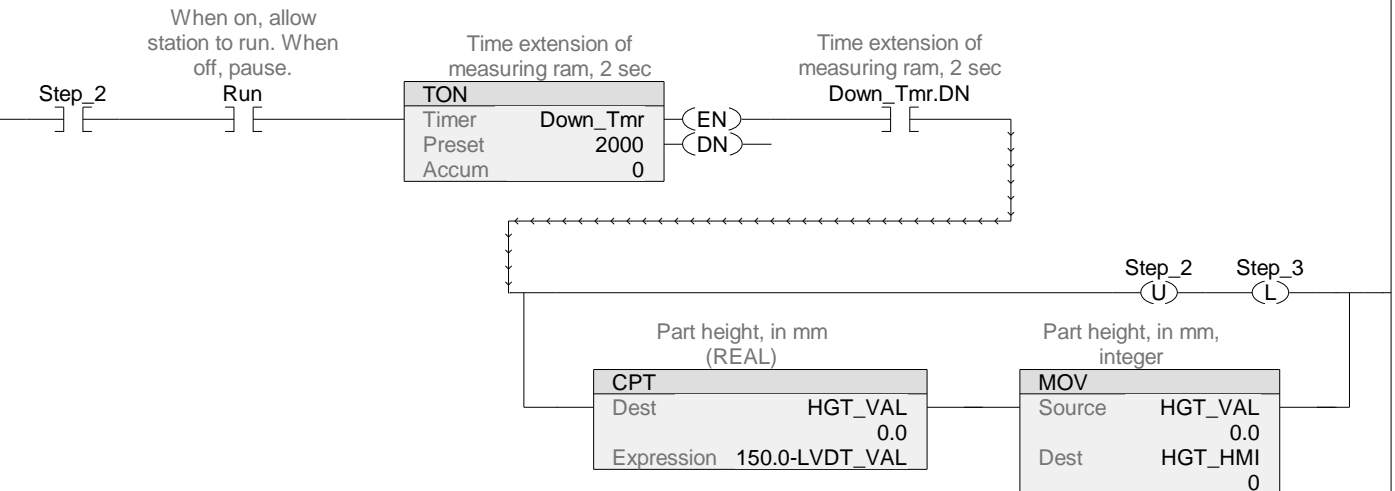 When on, allow
station to run. When
off, pause.
Time extension of
measuring ram, 2 sec
Time extension of
measuring ram, 2 sec
Step_2
Run
Down_Tmr.DN
TON
Timer Down_Tmr
Preset 2000
Accum 0
EN
DN
Step_2
U
Step_3
L
Part height, in mm
(REAL)
CPT
Dest HGT_VAL
0.0
Expression 150.0-LVDT_VAL
Part height, in mm,
integer
MOV
Source HGT_VAL
0.0
Dest HGT_HMI
0